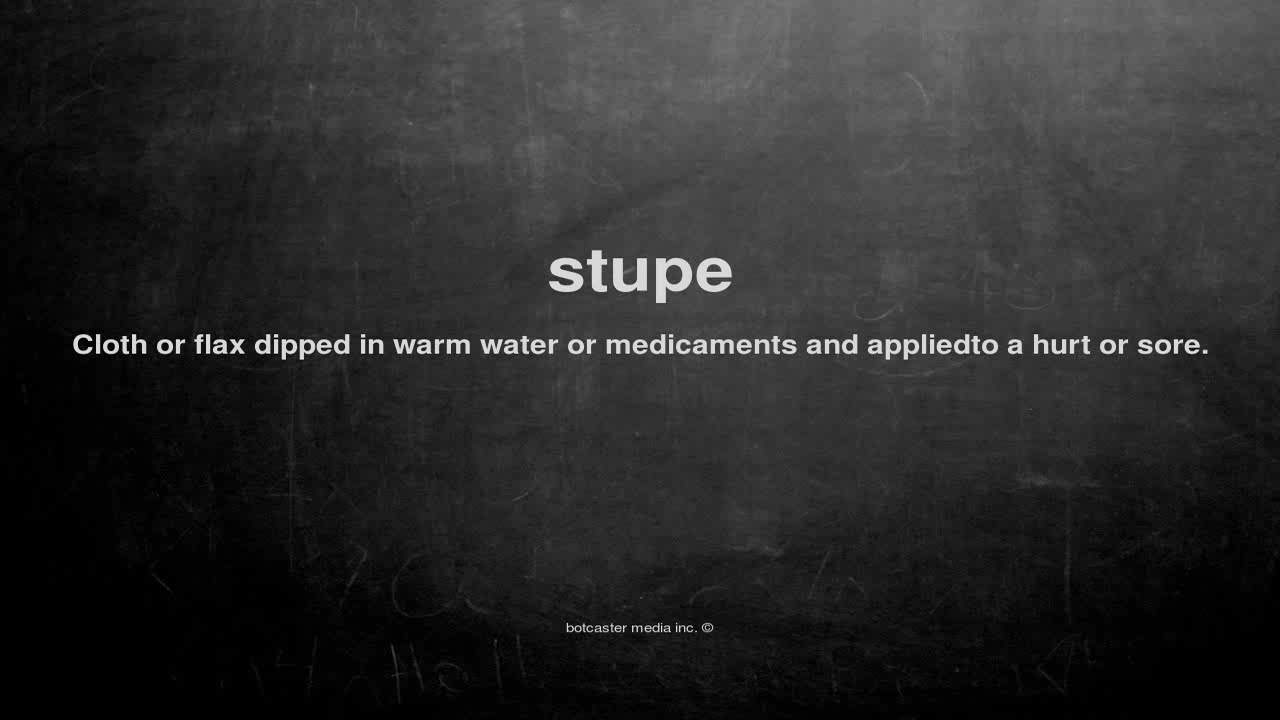 stupe
Cloth or flax dipped in warm water or medicaments and appliedto a hurt or sore.
botcaster media inc. ©